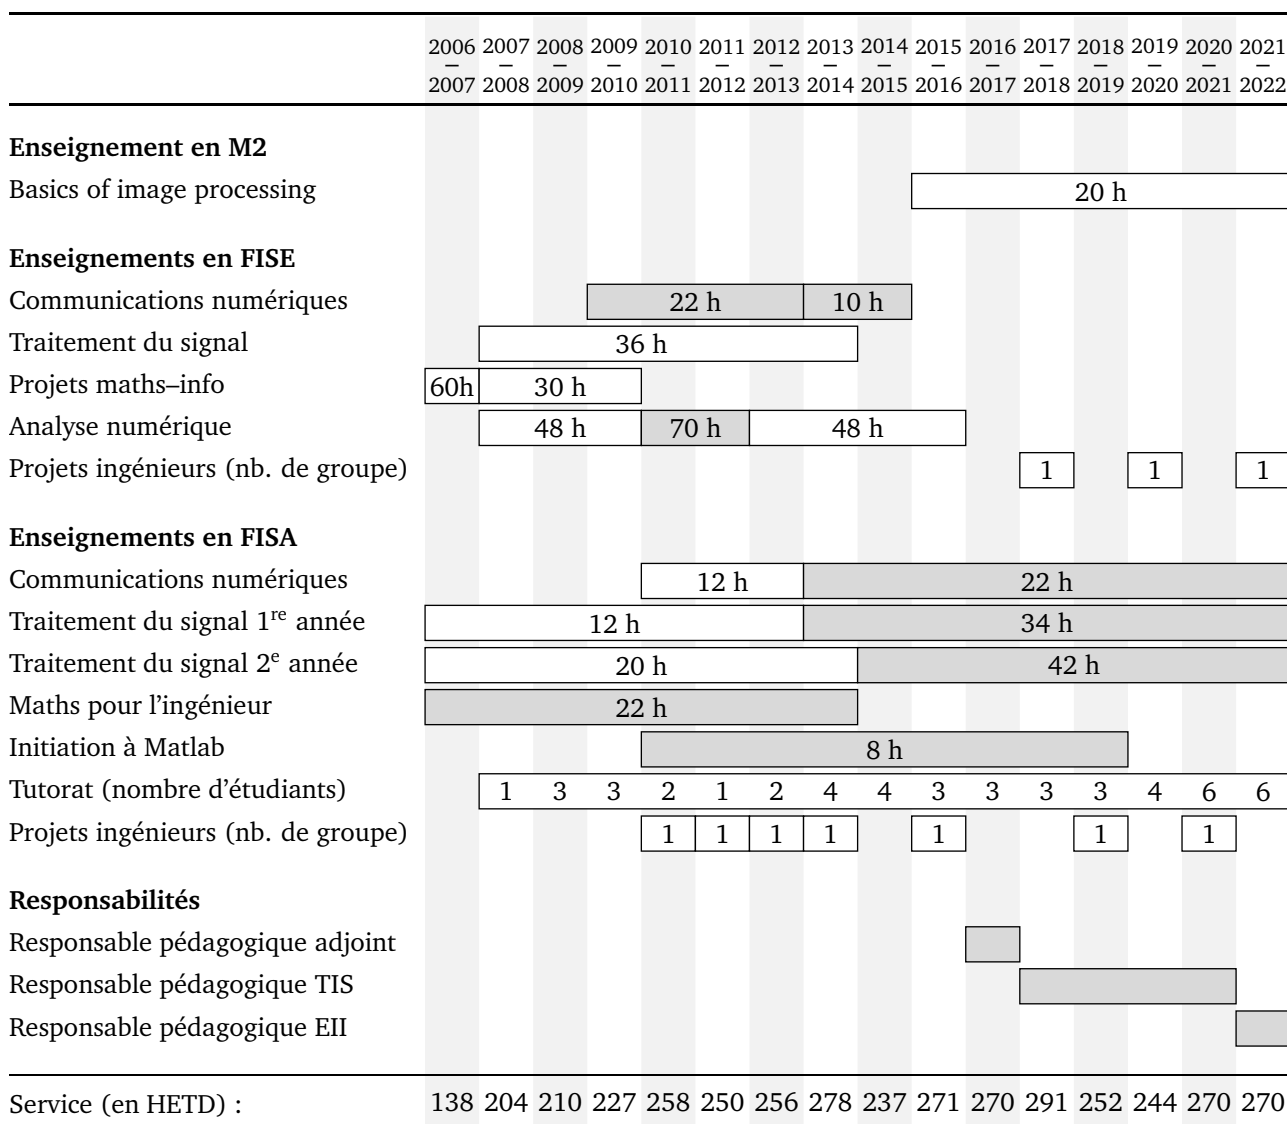 2006 2007 2008 2009 2010 2011 2012 2013 2014 2015 2016 2017 2018 2019 2020 2021
– – – – – – – – – – – – – – – –
2007 2008 2009 2010 2011 2012 2013 2014 2015 2016 2017 2018 2019 2020 2021 2022
Enseignement en M2
Basics of image processing 20 h
Enseignements en FISE
Communications numériques 22 h 10 h
Traitement du signal 36 h
Projets maths–info 60h 30 h
Analyse numérique 48 h 70 h 48 h
Projets ingénieurs (nb. de groupe) 1 1 1
Enseignements en FISA
Communications numériques 12 h 22 h
Traitement du signal 1re année 12 h 34 h
Traitement du signal 2e année 20 h 42 h
Maths pour l'ingénieur 22 h
Initiation à Matlab 8 h
Tutorat (nombre d'étudiants) 1 3 3 2 1 2 4 4 3 3 3 3 4 6 6
Projets ingénieurs (nb. de groupe) 1 1 1 1 1 1 1
Responsabilités
Responsable pédagogique adjoint
Responsable pédagogique TIS
Responsable pédagogique EII
Service (en HETD) : 138 204 210 227 258 250 256 278 237 271 270 291 252 244 270 270